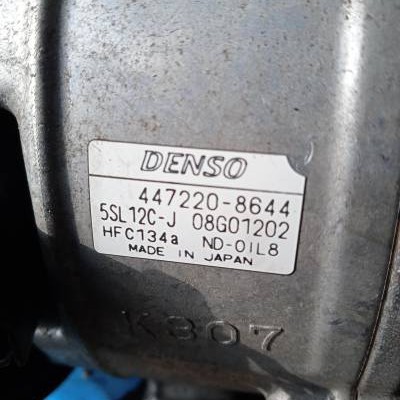 DENSO
447220-8644
5SL12C-J 08G01202
HFC134a ND-OIL8
MADE IN JAPAN
K307